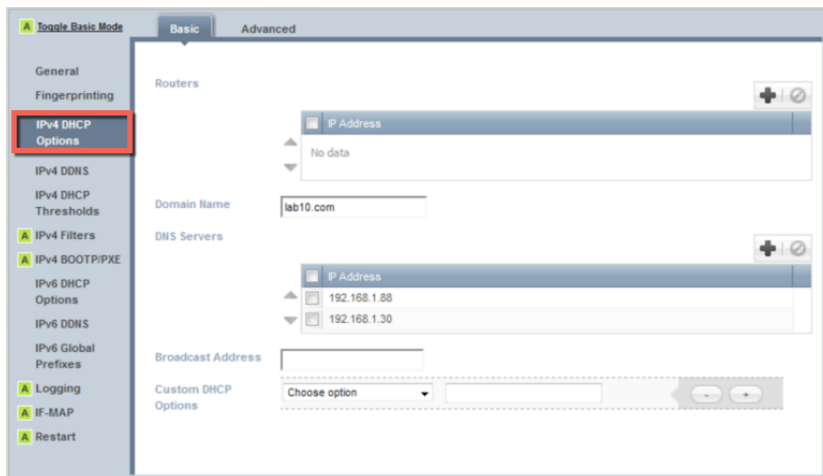 A Toggle Basic Mode
Basic
Advanced
General
Fingerprinting
IPv4 DHCP
Options
IPv4 DDNS
IPv4 DHCP
Thresholds
A IPv4 Filters
A IPv4 BOOTP/PXE
IPv6 DHCP
Options
IPv6 DDNS
IPv6 Global
Prefixes
A Logging
A IF-MAP
A Restart
Routers
IP Address
No data
Domain Name
lab10.com
DNS Servers
IP Address
192.168.1.88
192.168.1.30
Broadcast Address
Custom DHCP
Options
Choose option